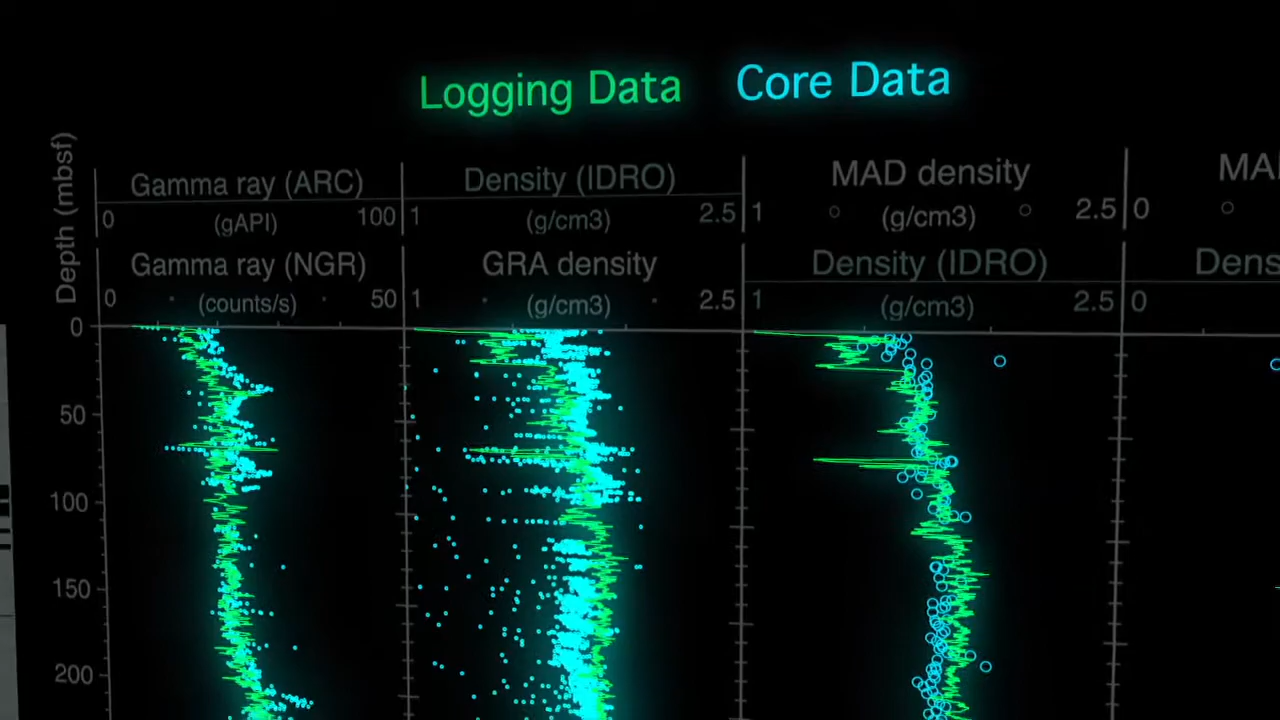 Logging Data Core Data
Depth (mbsf)
Gamma ray (ARC)
0 (gAPI) 100
Gamma ray (NGR)
0 (counts/s) 50
Density (IDRO)
1 (g/cm3) 2.5
GRA density
1 (g/cm3) 2.5
MAD density
1 (g/cm3) 2.5
Density (IDRO)
1 (g/cm3) 2.5
MA
0
Dens
0
0
50
100
150
200